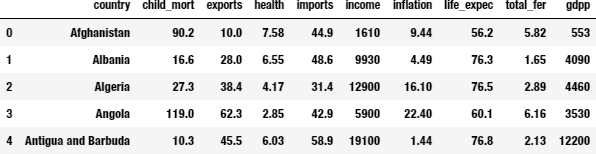 country child_mort exports health imports income inflation life_expec total_fer gdpp
0 Afghanistan 90.2 10.0 7.58 44.9 1610 9.44 56.2 5.82 553
1 Albania 16.6 28.0 6.55 48.6 9930 4.49 76.3 1.65 4090
2 Algeria 27.3 38.4 4.17 31.4 12900 16.10 76.5 2.89 4460
3 Angola 119.0 62.3 2.85 42.9 5900 22.40 60.1 6.16 3530
4 Antigua and Barbuda 10.3 45.5 6.03 58.9 19100 1.44 76.8 2.13 12200